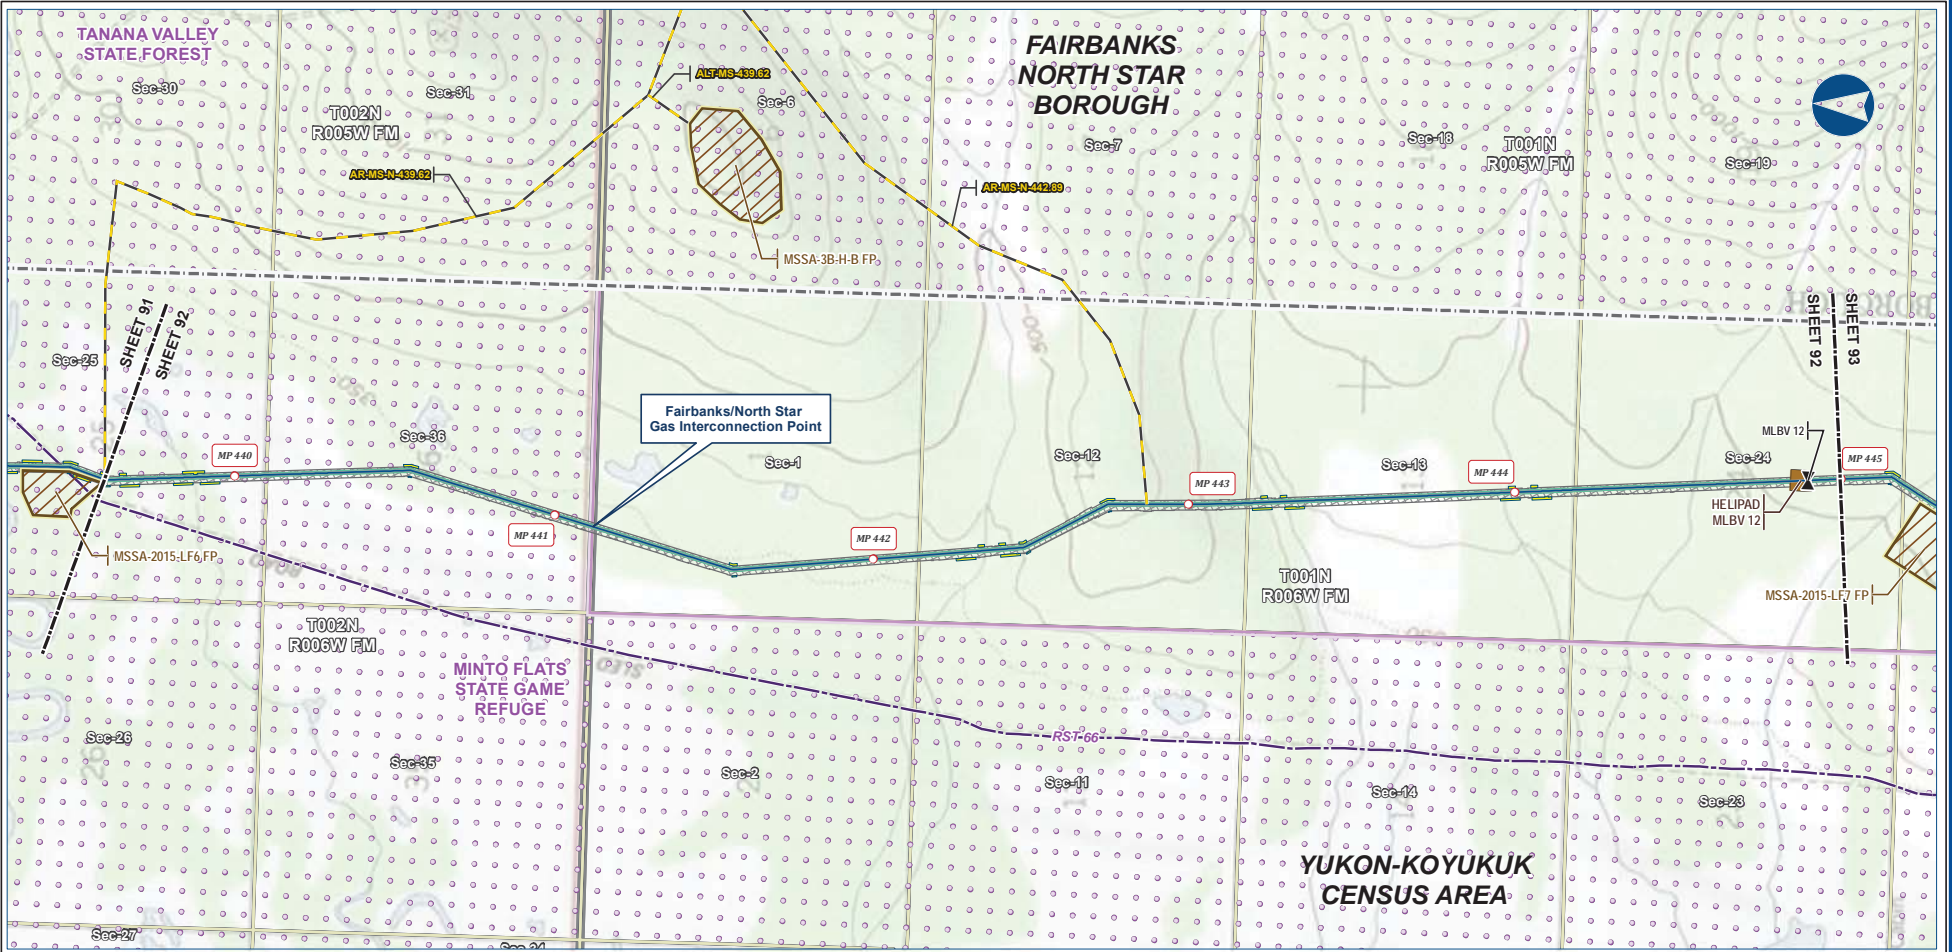 TANANA VALLEY
STATE FOREST
Sec-30
Sec-31
T002N
R005W FM
AR-MS-N-439.62
ALT-MS-439.62
Sec-6
FAIRBANKS
NORTH STAR
BOROUGH
Sec-7
Sec-18
T001N
R005W FM
Sec-19
AR-MS-N-442.89
MSSA-3B-H-B FP
SHEET 91
SHEET 92
Sec-25
350
500
SHEET 92
SHEET 93
Fairbanks/North Star
Gas Interconnection Point
MP 440
Sec-36
MP 441
Sec-1
MP 442
Sec-12
MP 443
Sec-13
MP 444
Sec-24
MLBV 12
MP 445
HELIPAD
MLBV 12
MSSA-2015-LF6 FP
MSSA-2015-LF7 FP
T001N
R006W FM
T002N
R006W FM
MINTO FLATS
STATE GAME
REFUGE
RST 66
Sec-26
Sec-35
Sec-2
Sec-11
Sec-14
Sec-23
YUKON-KOYUKUK
CENSUS AREA
Sec-27
Sec-34